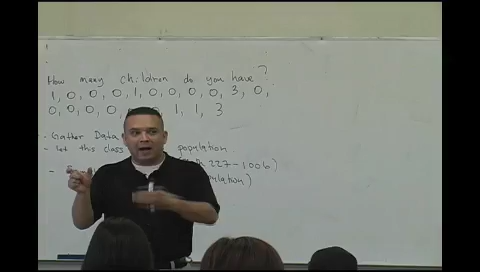 How many children do you have?
1, 0, 0, 0, 1, 0, 0, 0, 0, 3, 0,
0, 0, 0, 0, 0, 1, 1, 3
- Gather Data
- let this class population
- 227-1006)